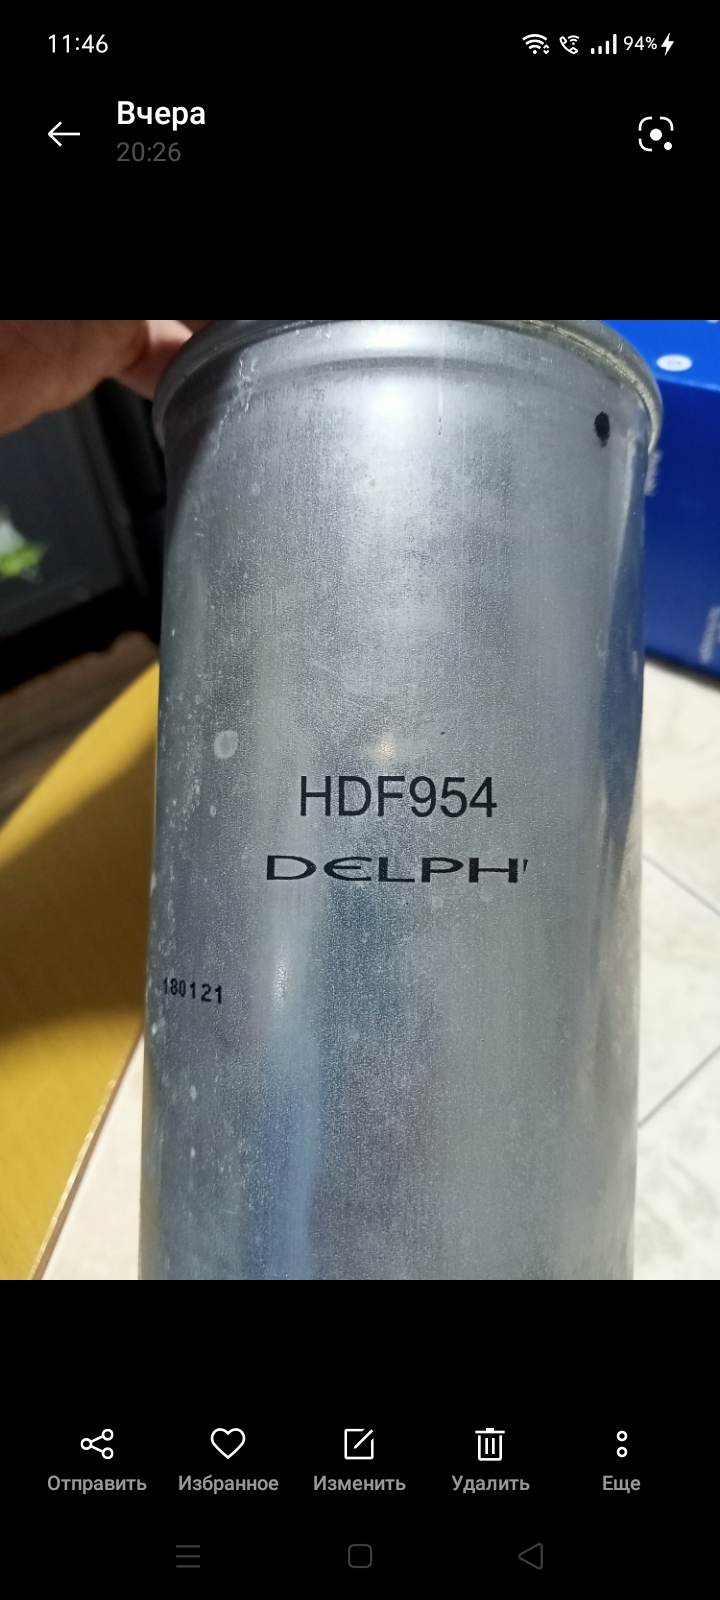 11:46
94%
Вчера
20:26
HDF954
DELPHI
180121
Отправить
Избранное
Изменить
Удалить
Еще